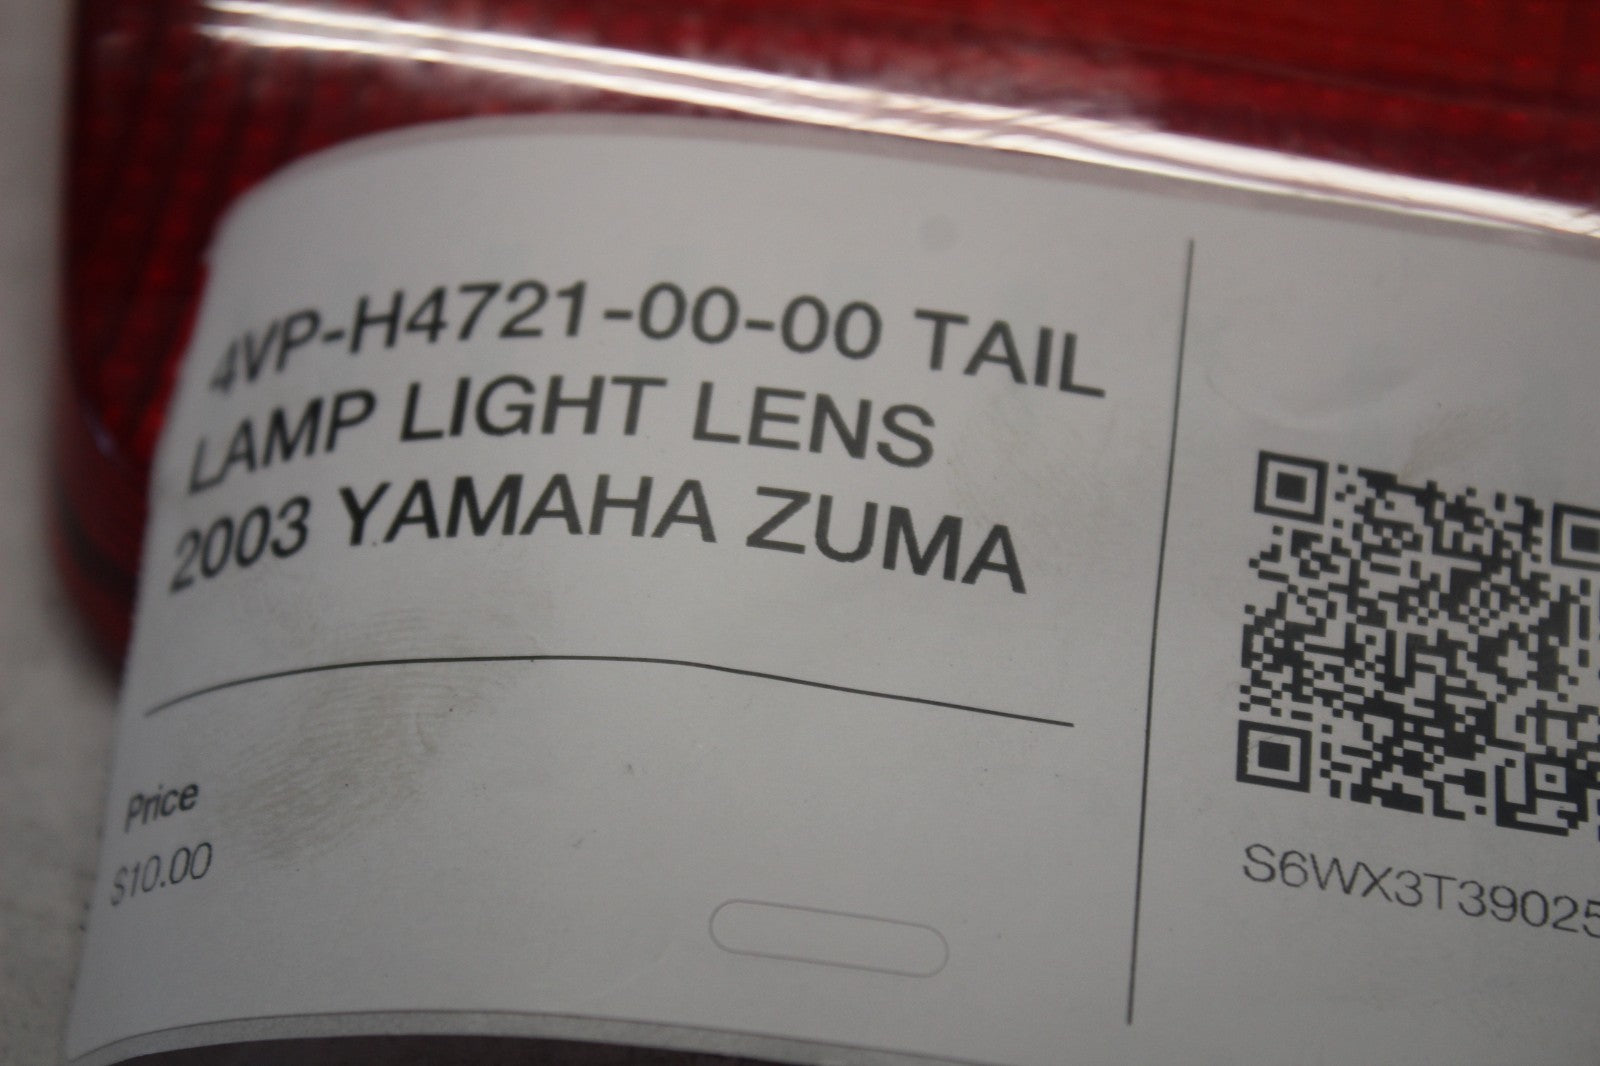 4VP-H4721-00-00 TAIL
LAMP LIGHT LENS
2003 YAMAHA ZUMA
Price
$10.00
S6WX3T39025